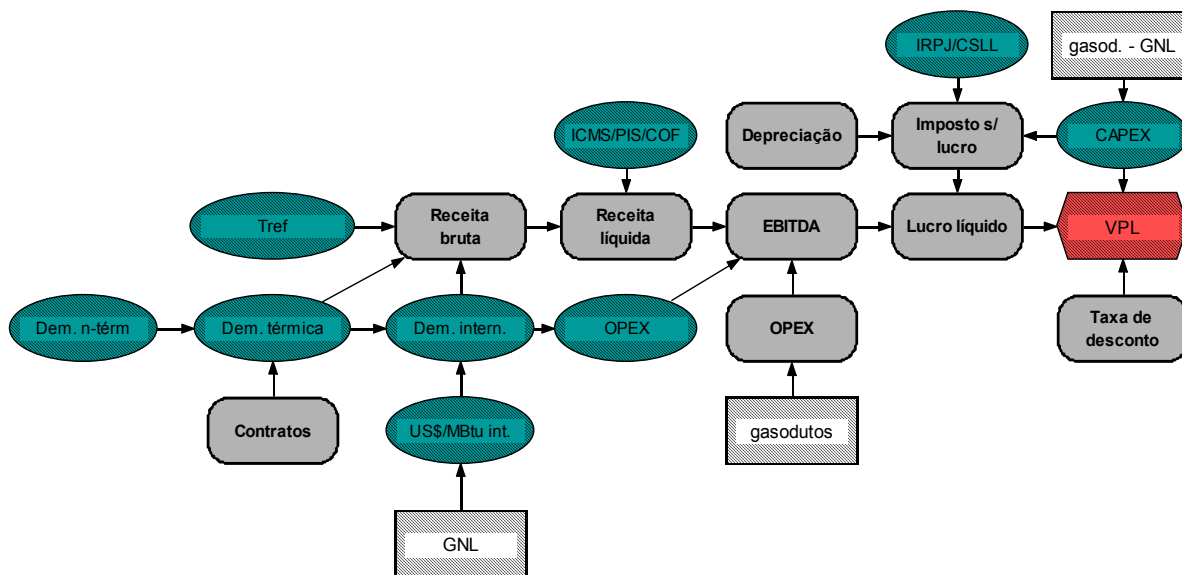 IRPJ/CSLL
gasod. - GNL
ICMS/PIS/COF
Depreciação
Imposto s/
lucro
CAPEX
Tref
Receita
bruta
Receita
líquida
EBITDA
Lucro líquido
VPL
Dem. n-térm
Dem. térmica
Dem. intern.
OPEX
OPEX
Taxa de
desconto
Contratos
US$/MBtu int.
gasodutos
GNL